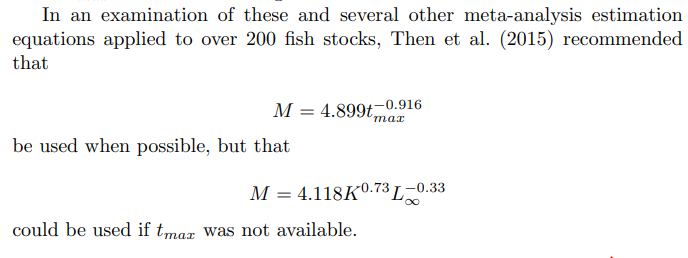 In an examination of these and several other meta-analysis estimation
equations applied to over 200 fish stocks, Then et al. (2015) recommended
that
M = 4.899t_{max}^{-0.916}
be used when possible, but that
M = 4.118K^{0.73}L_{∞}^{-0.33}
could be used if t_{max} was not available.